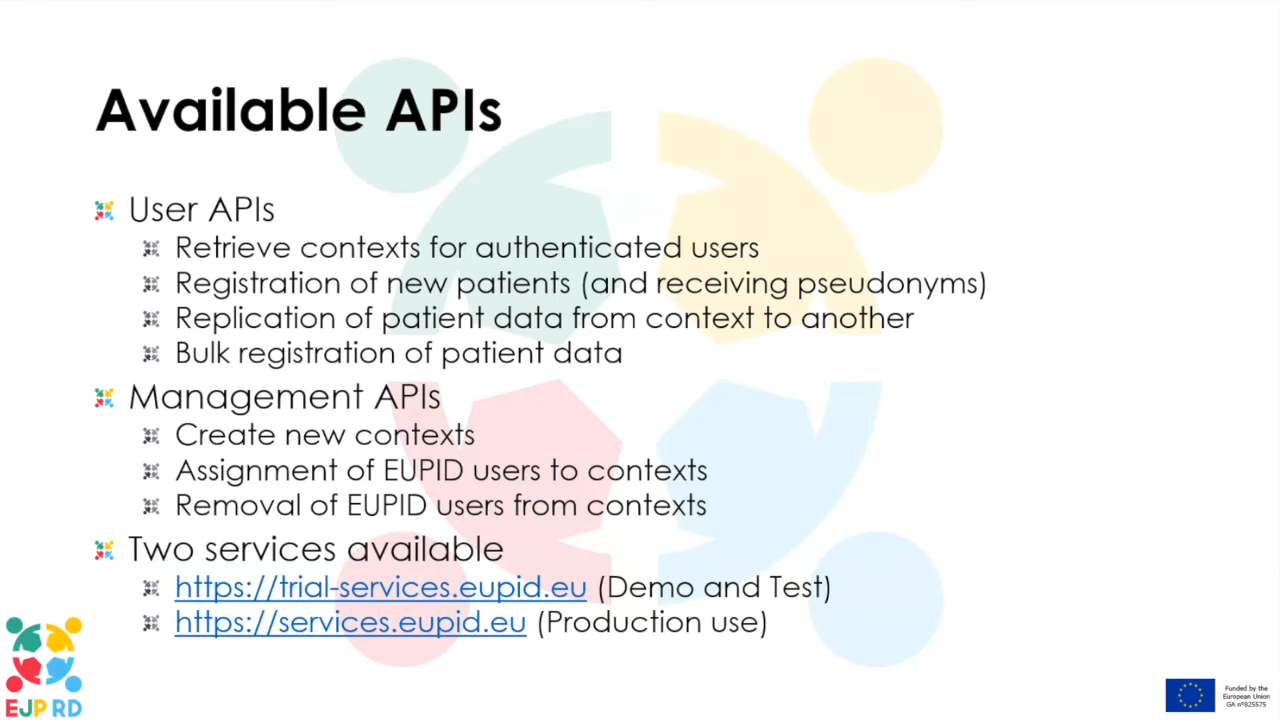 Available APIs
User APIs
Retrieve contexts for authenticated users
Registration of new patients (and receiving pseudonyms)
Replication of patient data from context to another
Bulk registration of patient data
Management APIs
Create new contexts
Assignment of EUPID users to contexts
Removal of EUPID users from contexts
Two services available
https://trial-services.eupid.eu (Demo and Test)
https://services.eupid.eu (Production use)
EJP RD
Funded by the
European Union
GA n°825575